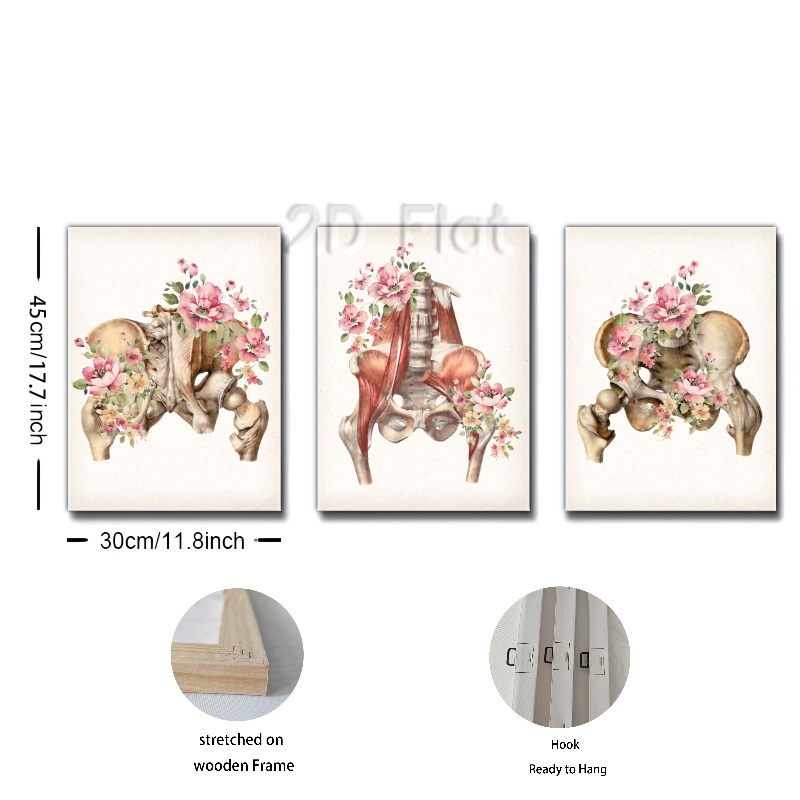 2D Flat
45cm/17.7inch
30cm/11.8inch
stretched on
wooden Frame
Hook
Ready to Hang